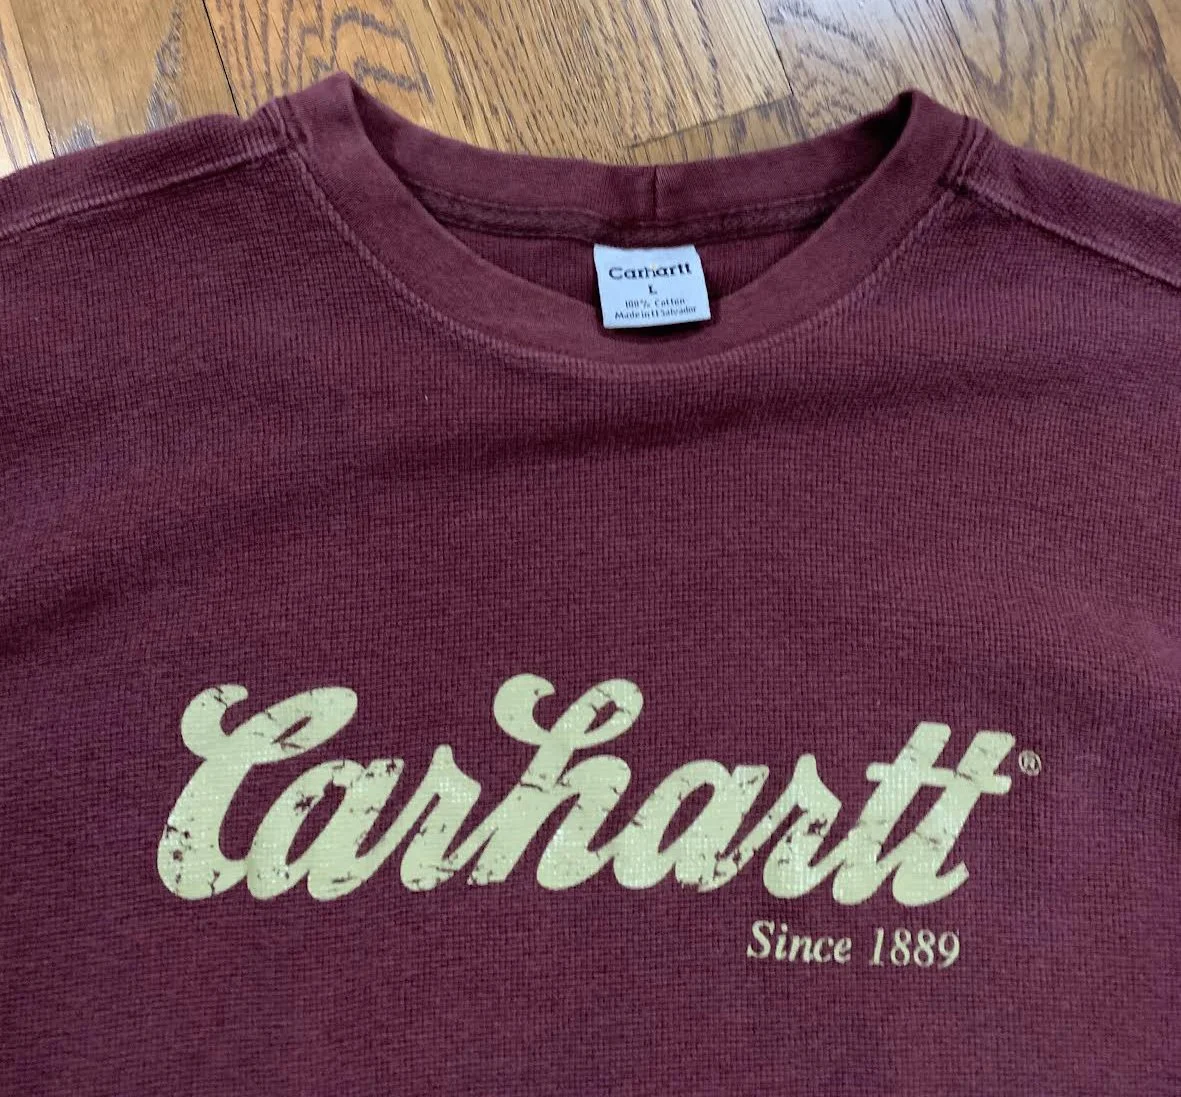 Carhartt
L
100% Cotton
Made in El Salvador
Carhartt®
Since 1889